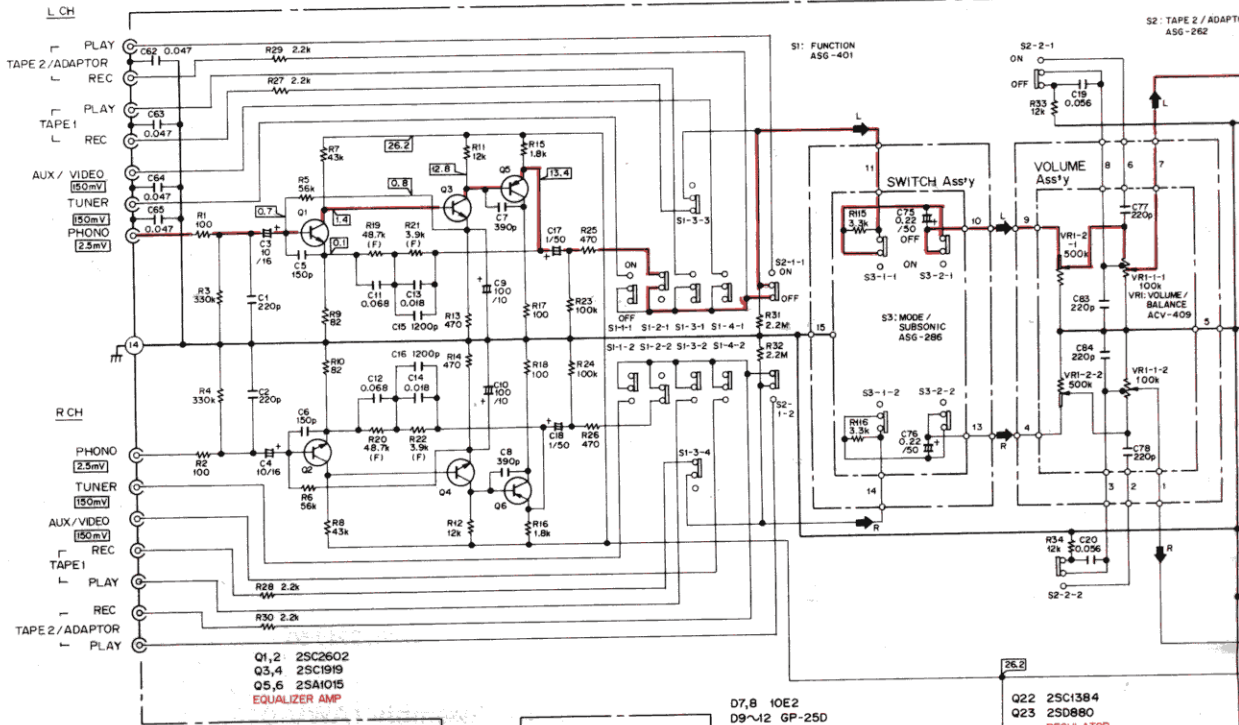 L CH
PLAY
TAPE 2/ADAPTOR
REC
PLAY
TAPE1
REC
AUX/ VIDEO
150mV
TUNER
150mV
PHONO
2.5mV
C62 0.047
C63
0.047
C64
0.047
C65
0.047
R29 2.2k
R27 2.2k
R1
100
R3
330k
C1
220p
C3
10
/16
0.7
R5
56k
R7
43k
Q1
C5
150p
1.4
0.1
26.2
0.8
R19
48.7k
(F)
R21
3.9k
(F)
C11
0.068
C13
0.018
C15 1200p
R9
82
12.8
R11
12k
Q3
Q5
R15
1.8k
13.4
C7
390p
C9
100
/10
R13
470
R17
100
C17
1/50
R25
470
R23
100k
ON
OFF
S1-1-1
S1-2-1
S1-3-1
S1-4-1
S1-3-3
S2-1-1
ON
OFF
R31
2.2M
S1: FUNCTION
ASG-401
11
SWITCH Ass'y
R115
3.3k
C75
0.22
/50
OFF
ON
S3-1-1
S3-2-1
10
L
L
15
S3: MODE /
SUBSONIC
ASG-286
S2: TAPE 2 / ADAPTO
ASG-262
S2-2-1
ON
OFF
R33
12k
C19
0.056
L
VOLUME
Ass'y
8
6
7
9
C77
220p
VR1-2
-1
500k
VR1-1-1
100k
VR1: VOLUME/
BALANCE
ACV-409
C83
220p
5
14
R10
82
R14
470
C16 1200p
C12
0.068
C14
0.018
R18
100
R24
100k
C10
100
/10
S1-1-2
S1-2-2
S1-3-2
S1-4-2
R32
2.2M
S2-
1-2
R4
330k
C2
220p
C6
150p
R20
48.7k
(F)
R22
3.9k
(F)
C18
1/50
R26
470
C8
390p
S1-3-4
S3-1-2
S3-2-2
R116
3.3k
C76
0.22
/50
13
R
14
R
C84
220p
VR1-2-2
500k
VR1-1-2
100k
4
C78
220p
3
2
1
R CH
PHONO
2.5mV
TUNER
150mV
AUX/VIDEO
150mV
REC
TAPE1
PLAY
REC
TAPE 2/ADAPTOR
PLAY
R2
100
C4
10/16
Q2
R6
56k
R8
43k
Q4
Q6
R12
12k
R16
1.8k
R28 2.2k
R30 2.2k
R34
12k
C20
0.056
R
S2-2-2
Q1,2 2SC2602
Q3,4 2SC1919
Q5,6 2SA1015
EQUALIZER AMP
D7,8 10E2
D9~12 GP-25D
26.2
Q22 2SC1384
Q23 2SD880